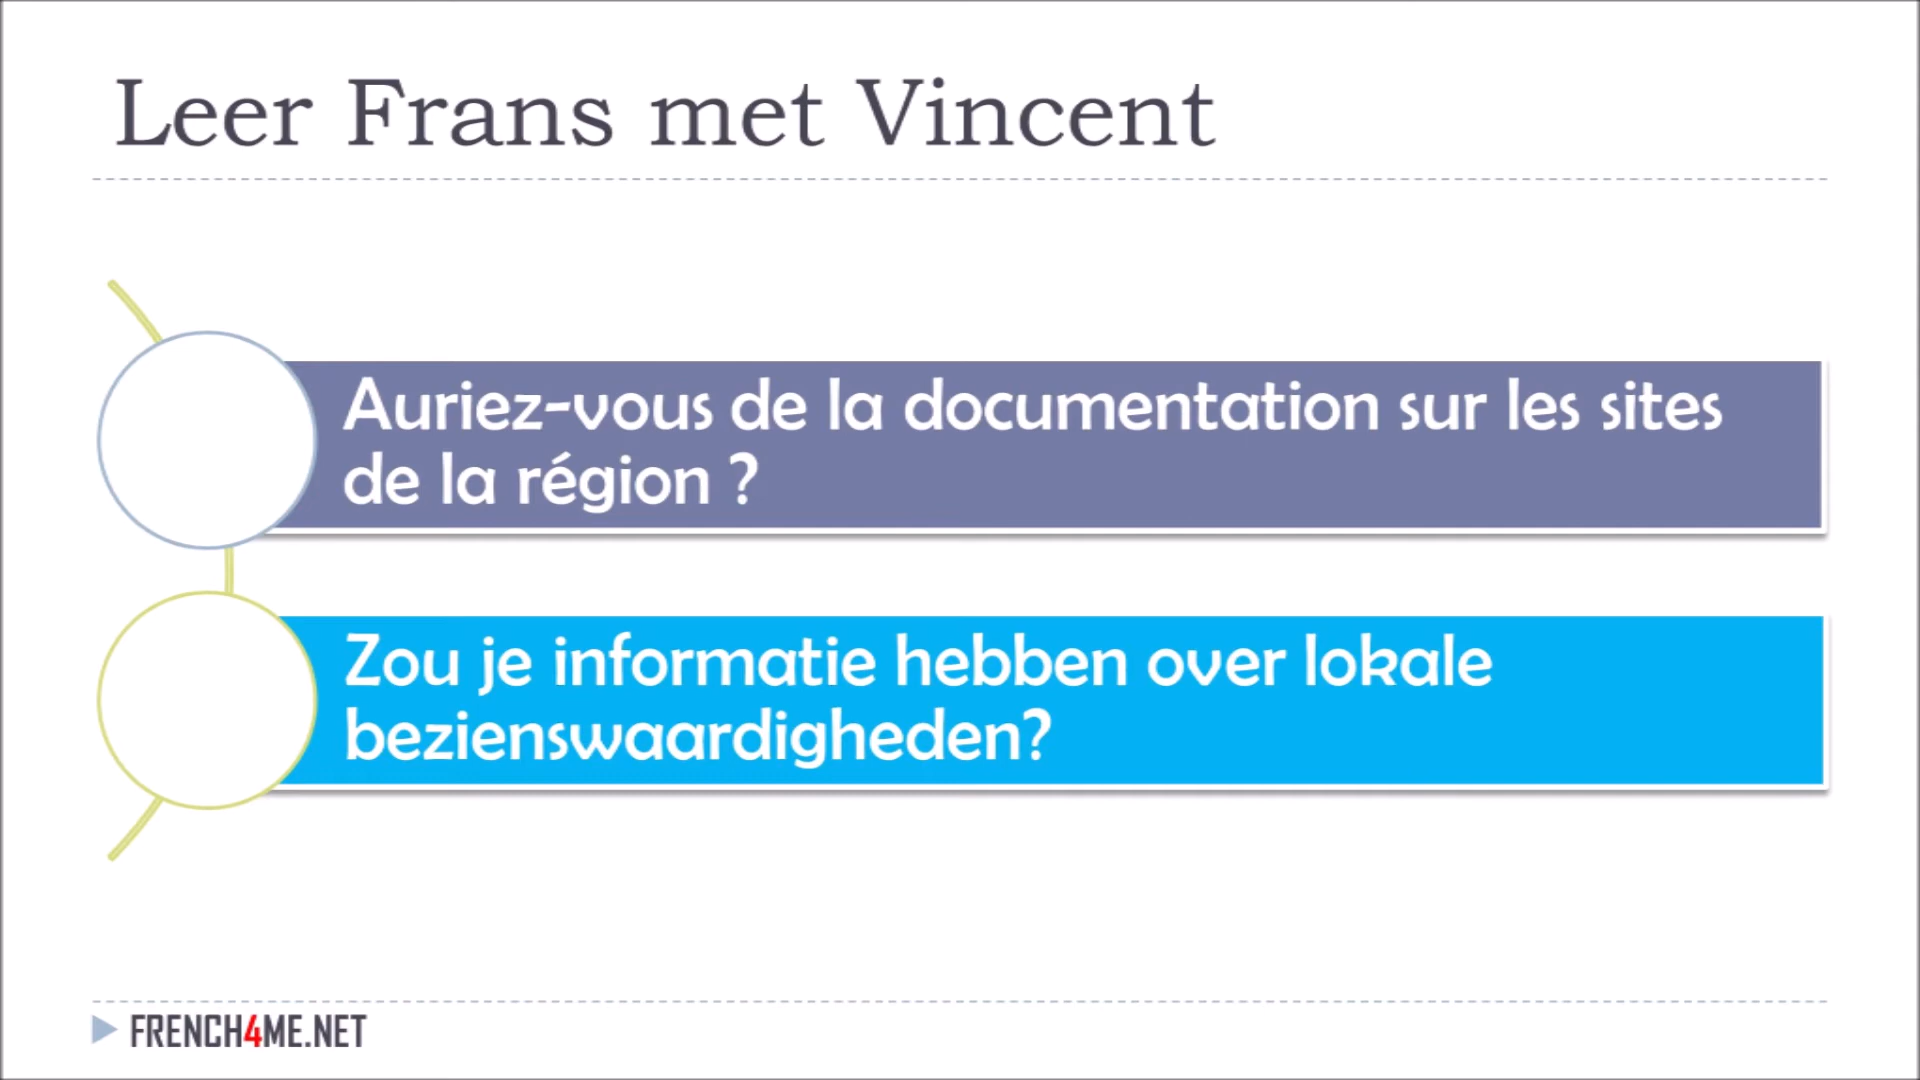 Leer Frans met Vincent
Auriez-vous de la documentation sur les sites
de la région ?
Zou je informatie hebben over lokale
bezienswaardigheden?
FRENCH4ME.NET